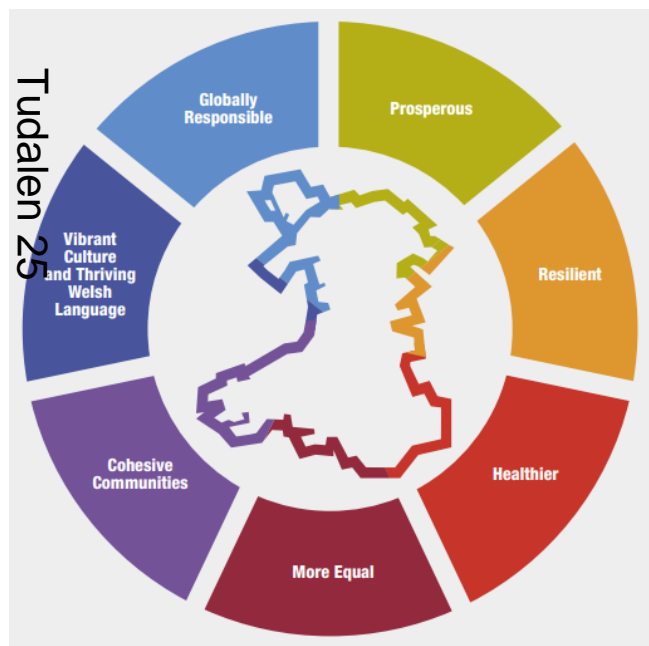 Tudalen 25
Globally
Responsible
Prosperous
Resilient
Healthier
More Equal
Cohesive
Communities
Vibrant
Culture
and Thriving
Welsh
Language